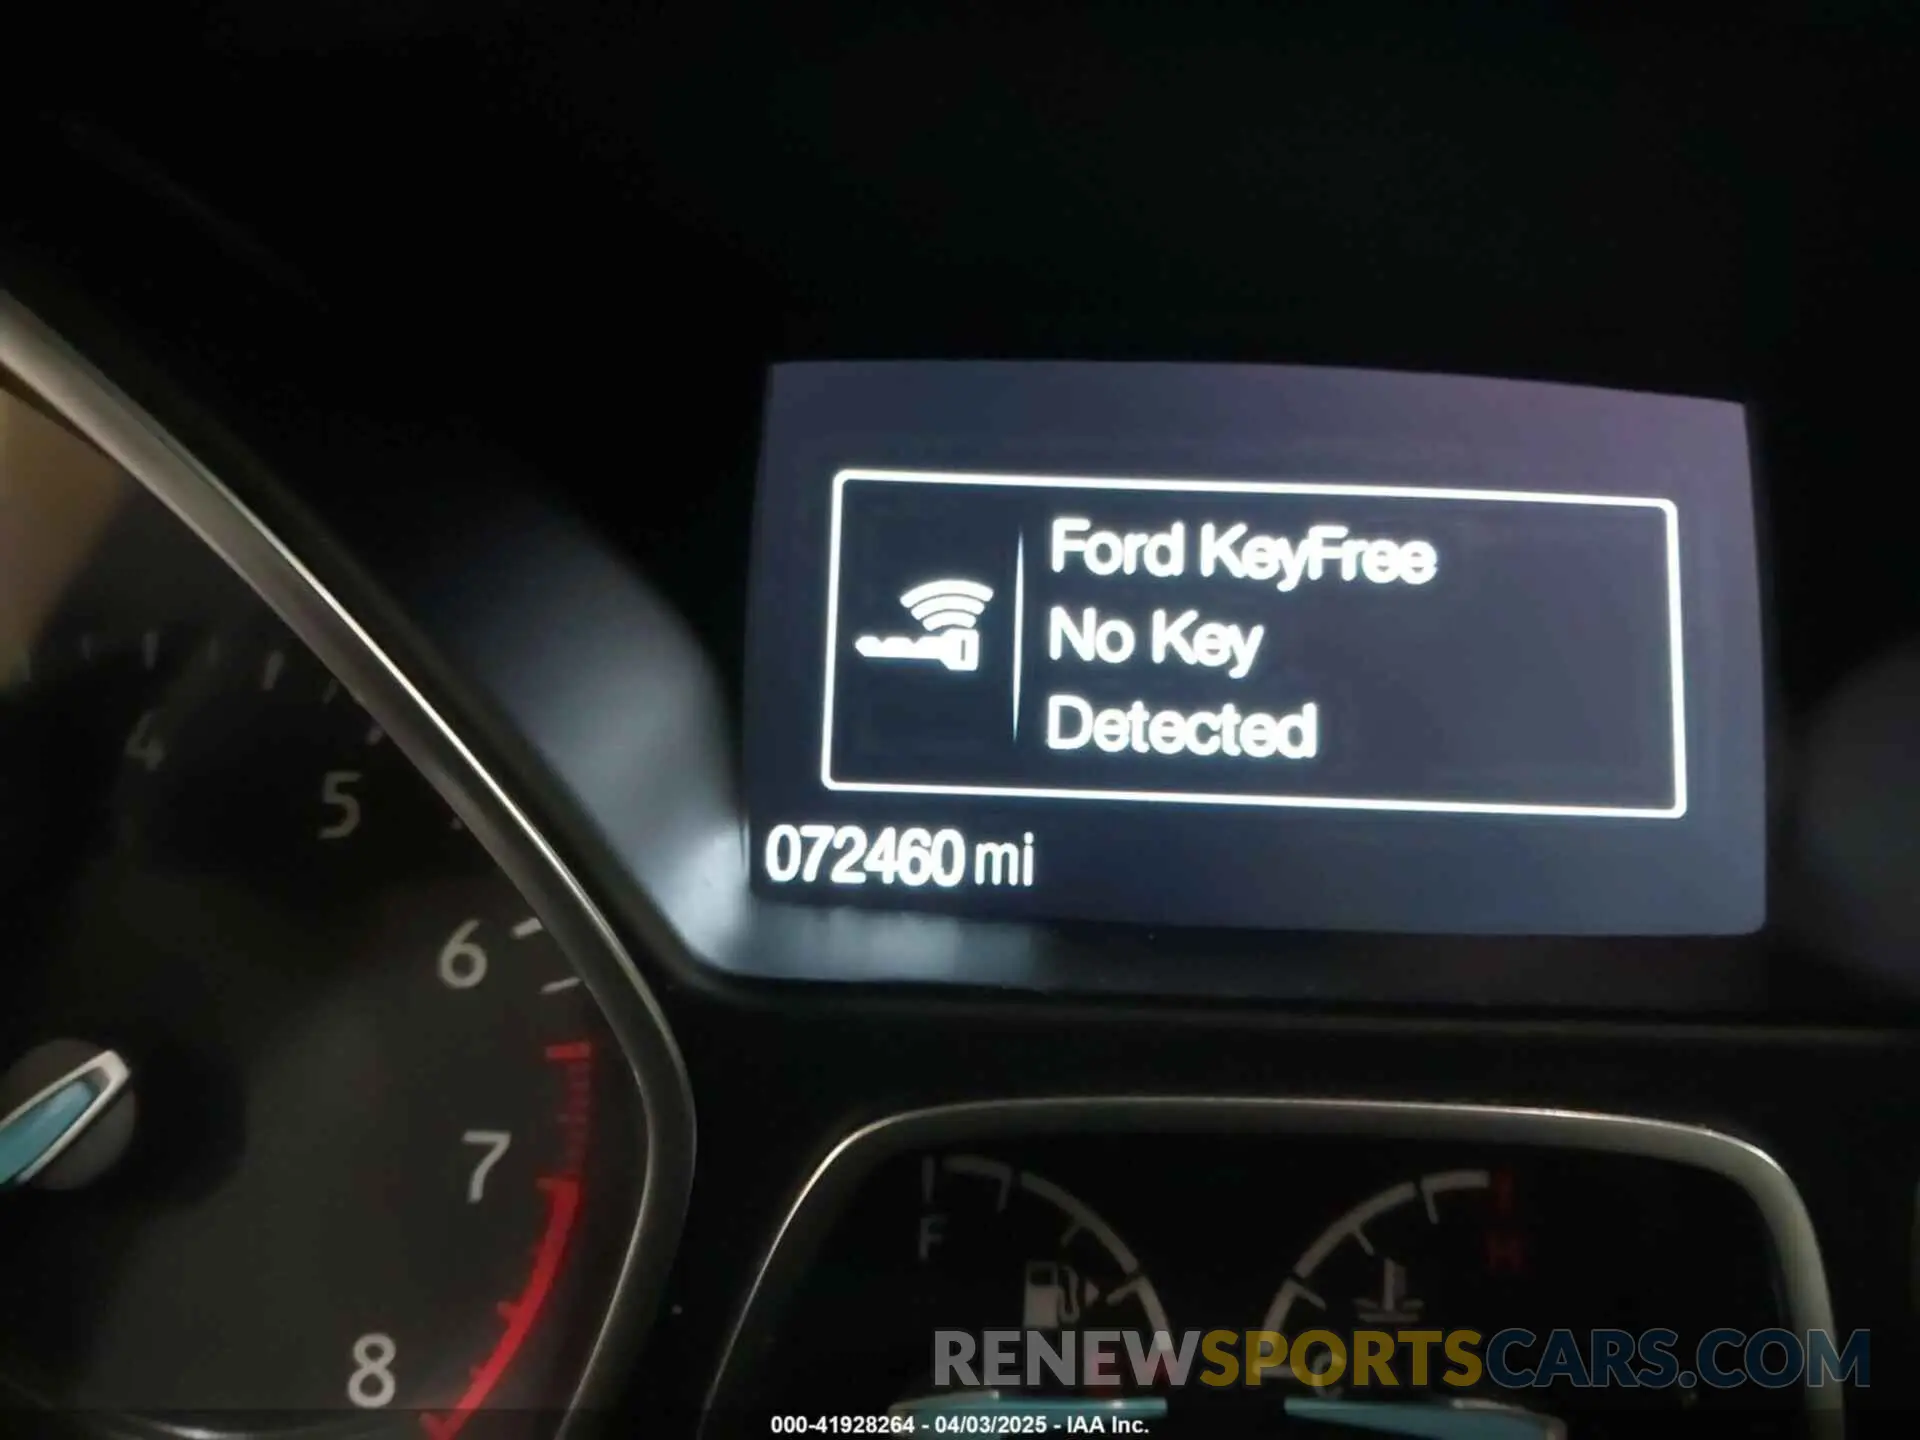 Ford KeyFree
No Key
Detected
072460 mi
4
5
6
7
8
F
H
RENEWSPORTSCARS.COM
000-41928264 - 04/03/2025 - IAA Inc.